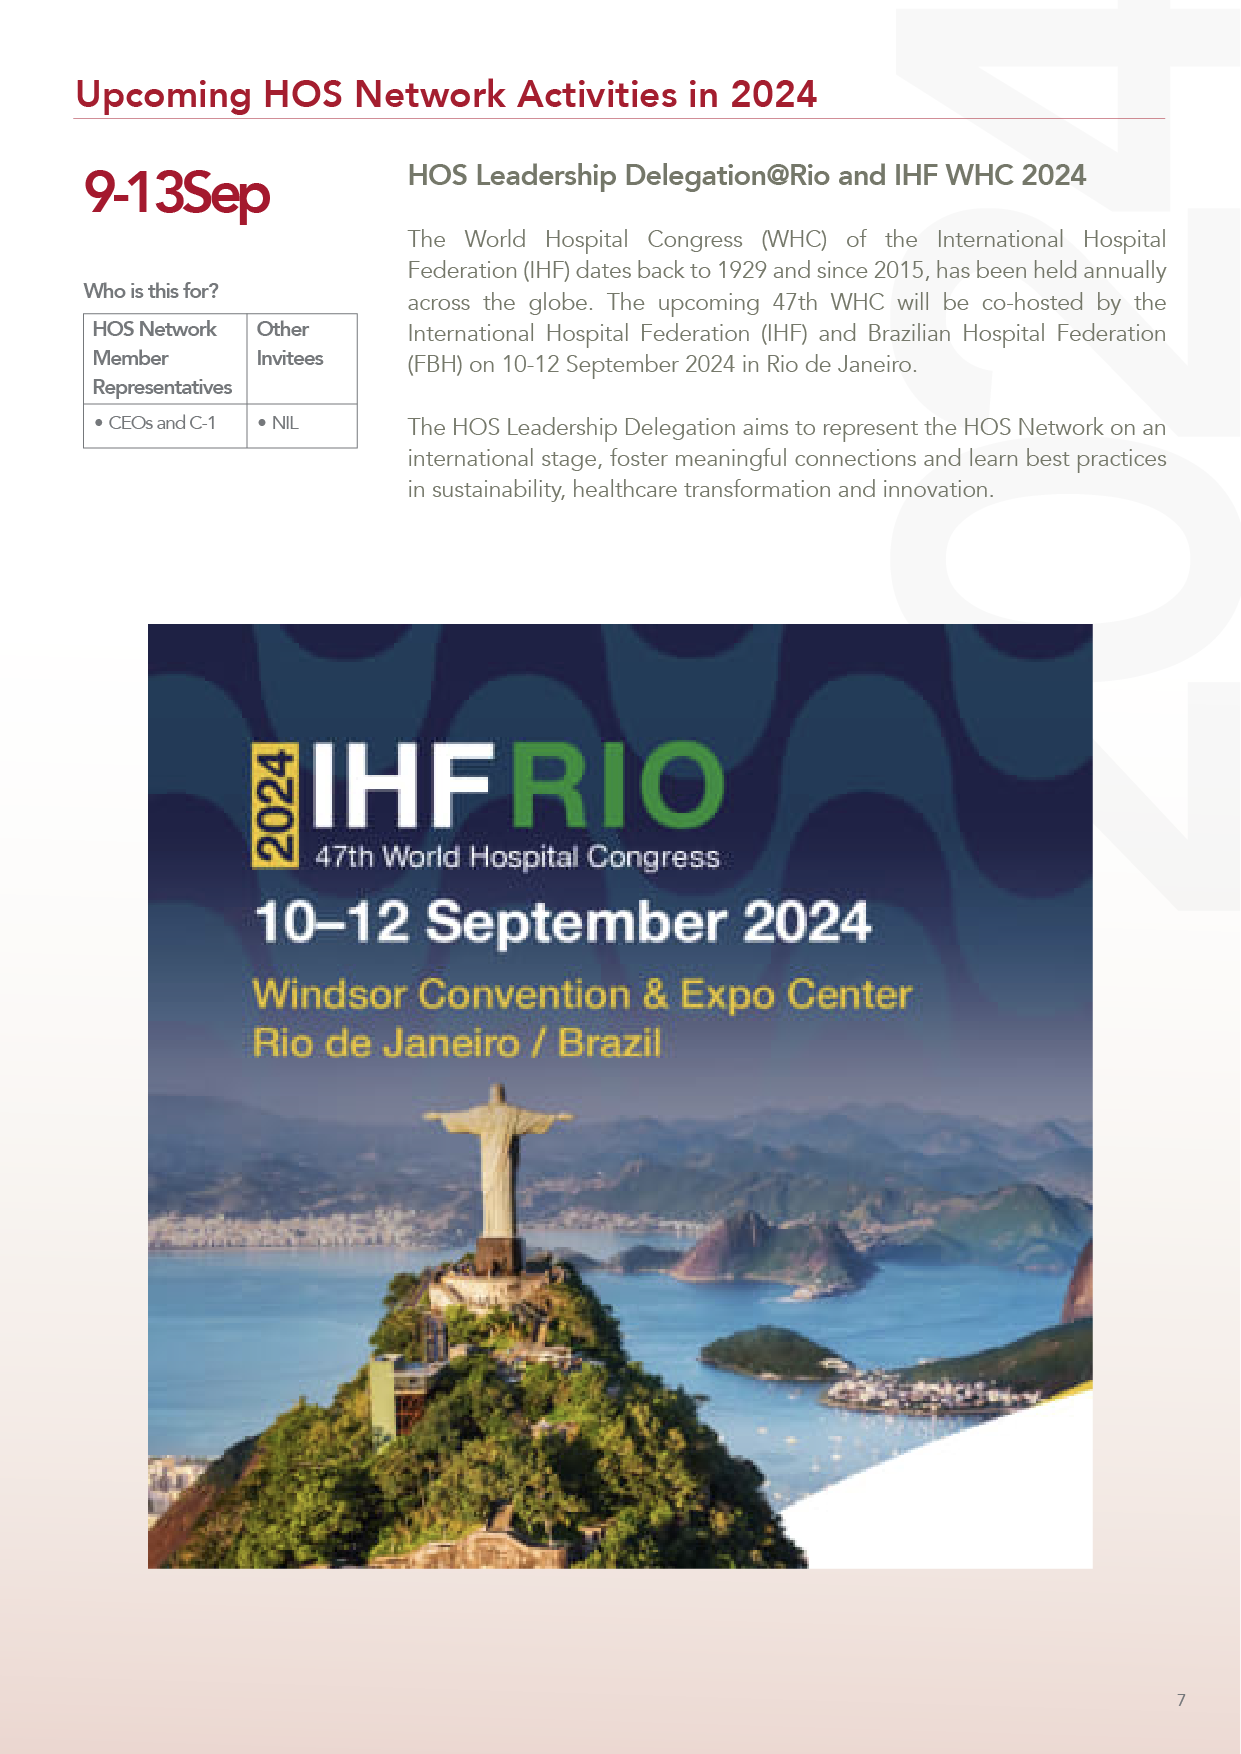 Upcoming HOS Network Activities in 2024
9-13Sep
Who is this for?
HOS Network Member Representatives
Other Invitees
• CEOs and C-1
• NIL
HOS Leadership Delegation@Rio and IHF WHC 2024
The World Hospital Congress (WHC) of the International Hospital
Federation (IHF) dates back to 1929 and since 2015, has been held annually
across the globe. The upcoming 47th WHC will be co-hosted by the
International Hospital Federation (IHF) and Brazilian Hospital Federation
(FBH) on 10-12 September 2024 in Rio de Janeiro.
The HOS Leadership Delegation aims to represent the HOS Network on an
international stage, foster meaningful connections and learn best practices
in sustainability, healthcare transformation and innovation.
2024
2024 IHF RIO
47th World Hospital Congress
10–12 September 2024
Windsor Convention & Expo Center
Rio de Janeiro / Brazil
7